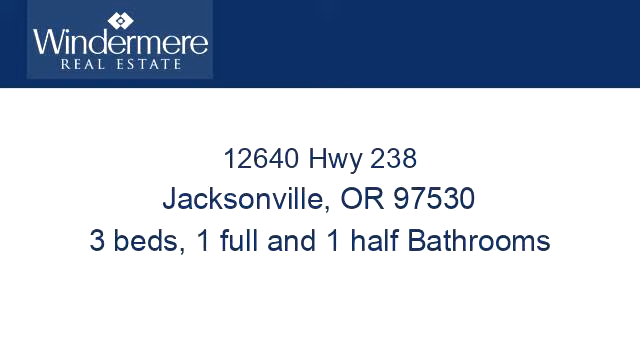 Windermere
REAL ESTATE
12640 Hwy 238
Jacksonville, OR 97530
3 beds, 1 full and 1 half Bathrooms